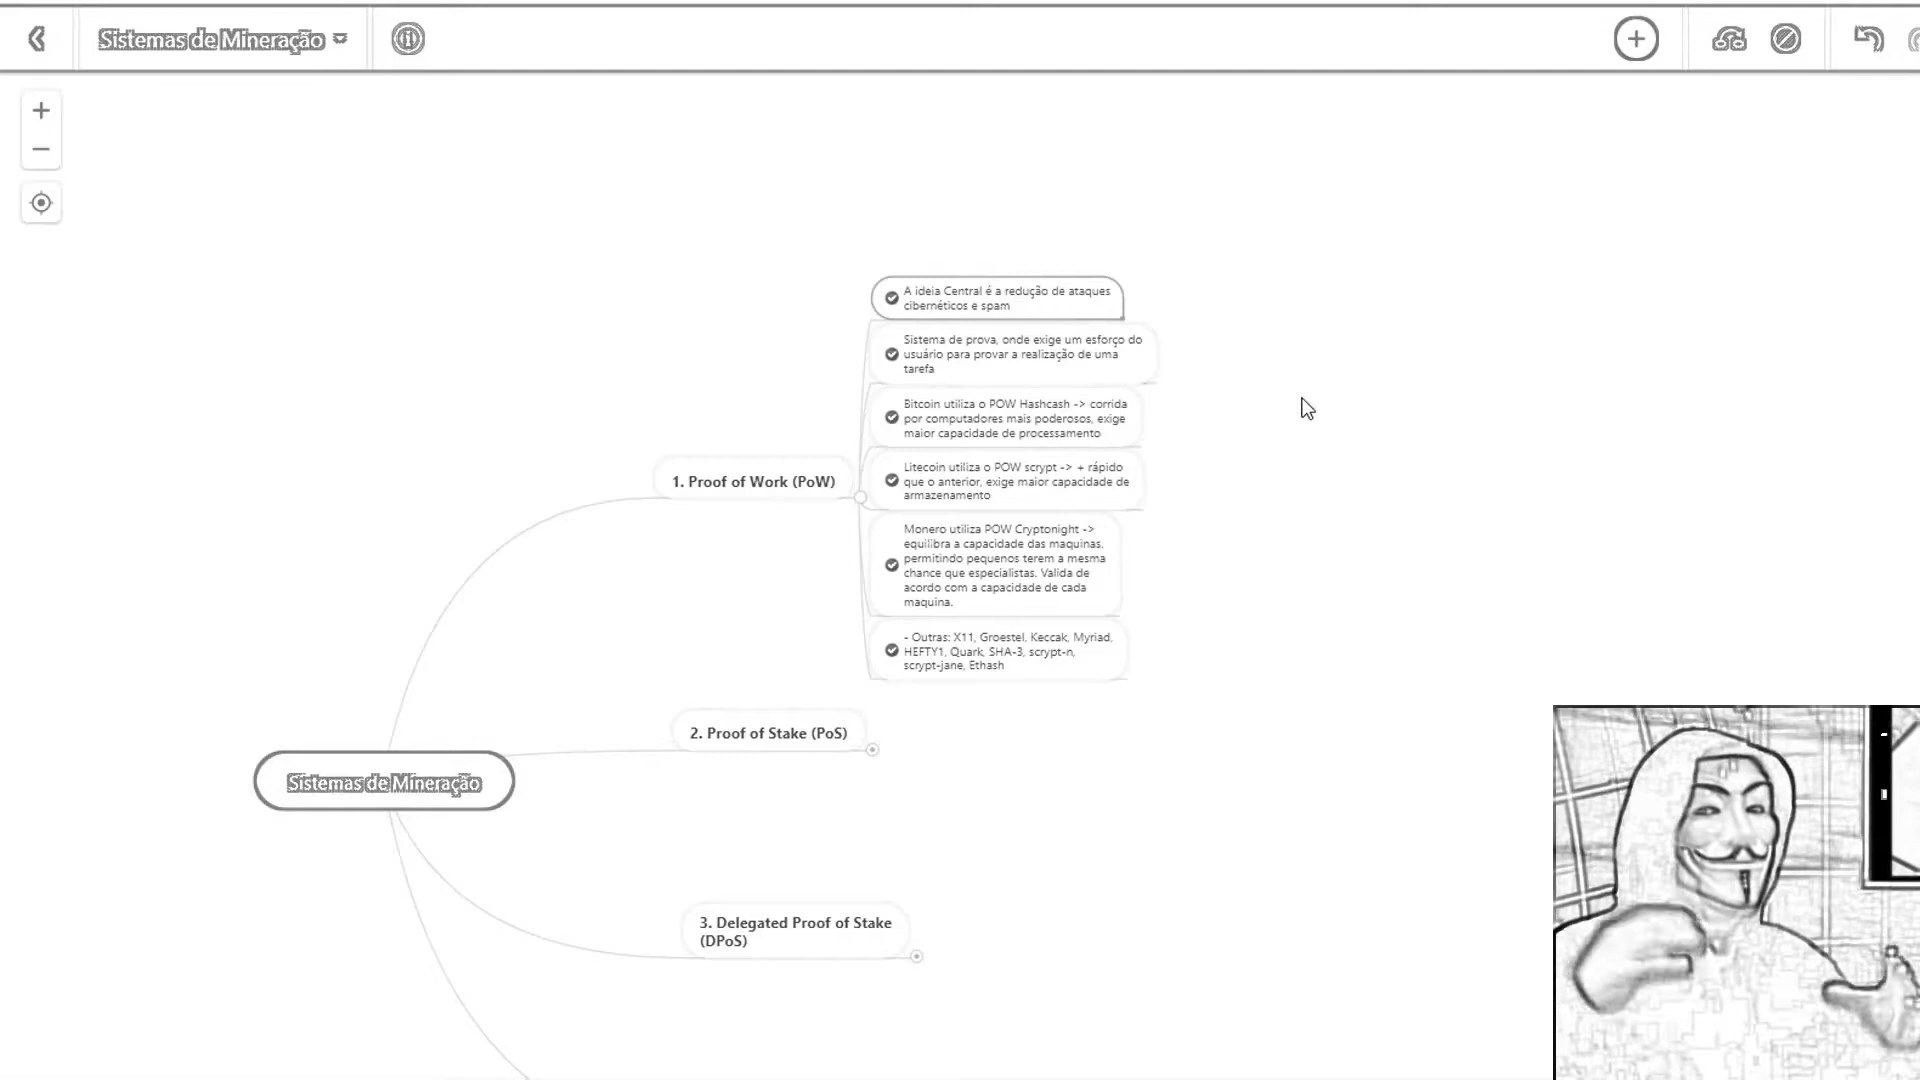 Sistemas de Mineração
A ideia Central é a redução de ataques
cibernéticos e spam
Sistema de prova, onde exige um esforço do
usuário para provar a realização de uma
tarefa
Bitcoin utiliza o POW Hashcash -> corrida
por computadores mais poderosos, exige
maior capacidade de processamento
1. Proof of Work (PoW)
Litecoin utiliza o POW scrypt -> + rápido
que o anterior, exige maior capacidade de
armazenamento
Monero utiliza POW Cryptonight ->
equilibra a capacidade das maquinas,
permitindo pequenos terem a mesma
chance que especialistas. Valida de
acordo com a capacidade de cada
maquina.
- Outras: X11, Groestel, Keccak, Myriad,
HEFTY1, Quark, SHA-3, scrypt-n,
scrypt-jane, Ethash
2. Proof of Stake (PoS)
Sistemas de Mineração
3. Delegated Proof of Stake
(DPoS)